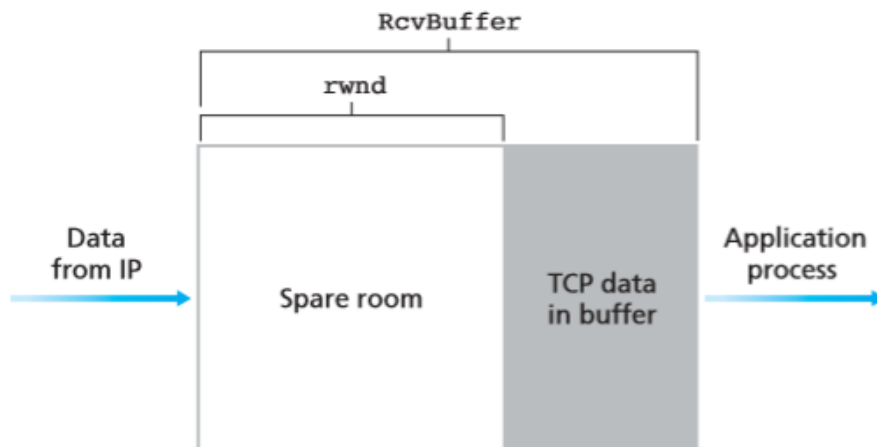 RcvBuffer
rwnd
Data
from IP
Spare room
TCP data
in buffer
Application
process